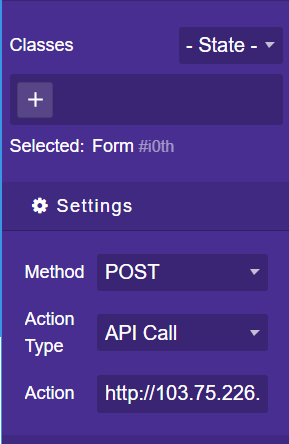 Classes - State -
+
Selected: Form #i0th
Settings
Method POST
Action Type API Call
Action http://103.75.226.